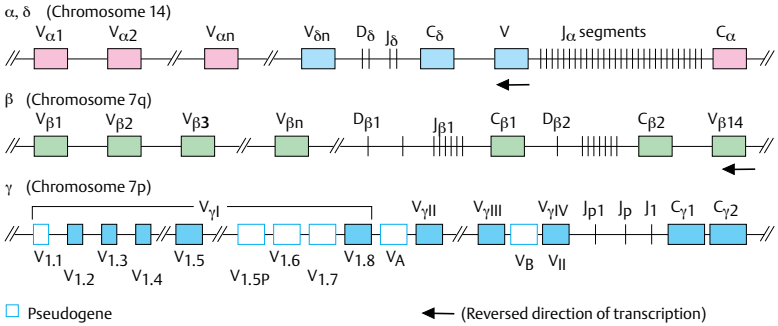 α, δ (Chromosome 14)
Vα1 Vα2 Vαn Vδn Dδ Jδ Cδ V Jα segments Cα
β (Chromosome 7q)
Vβ1 Vβ2 Vβ3 Vβn Dβ1 Jβ1 Cβ1 Dβ2 Cβ2 Vβ14
γ (Chromosome 7p)
VγI VγII VγIII VγIV Jp1 Jp J1 Cγ1 Cγ2
V1.1 V1.2 V1.3 V1.4 V1.5 V1.5P V1.6 V1.7 V1.8 VA VB VII
Pseudogene (Reversed direction of transcription)